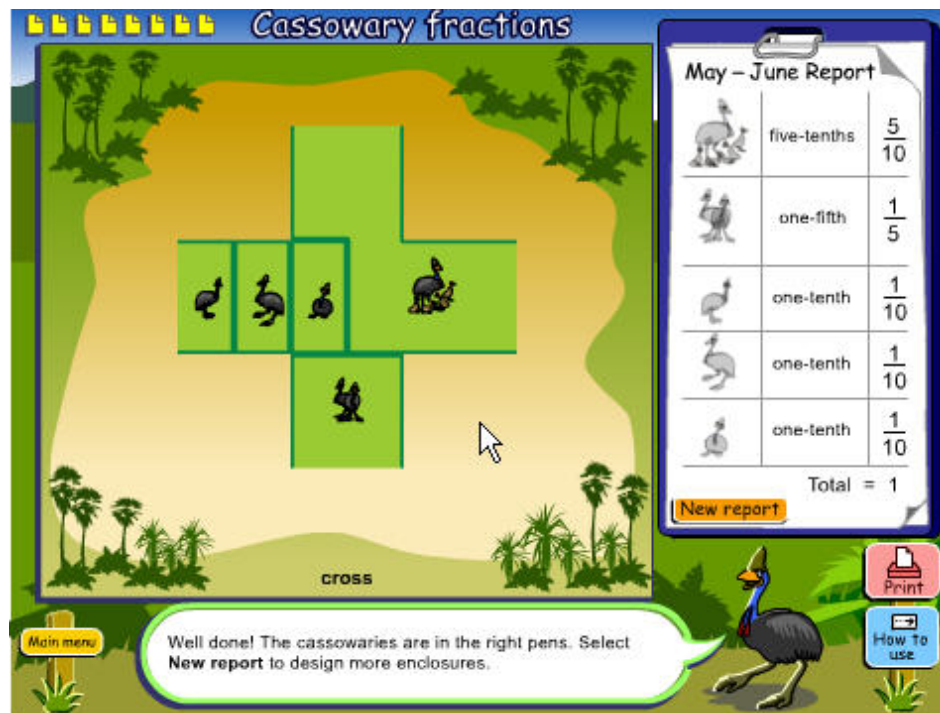 Cassowary fractions
May – June Report
five-tenths 5/10
one-fifth 1/5
one-tenth 1/10
one-tenth 1/10
one-tenth 1/10
Total = 1
New report
cross
Print
Main menu
Well done! The cassowaries are in the right pens. Select
New report to design more enclosures.
How to
use